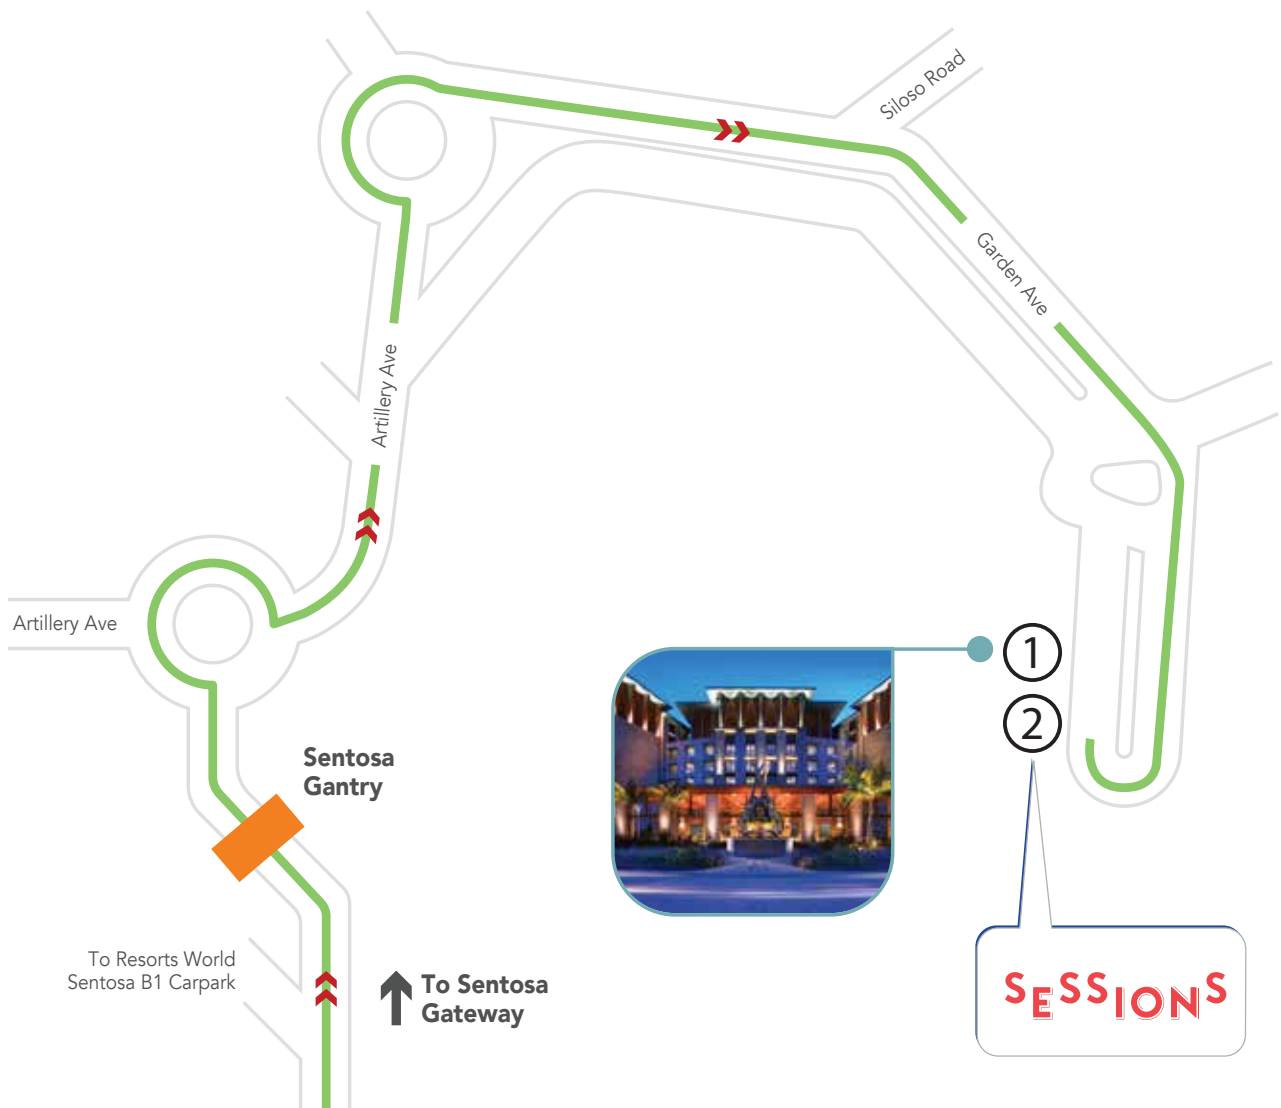 Siloso Road
Garden Ave
Artillery Ave
Artillery Ave
1
2
Sentosa
Gantry
To Resorts World
Sentosa B1 Carpark
To Sentosa
Gateway
SESSIONS